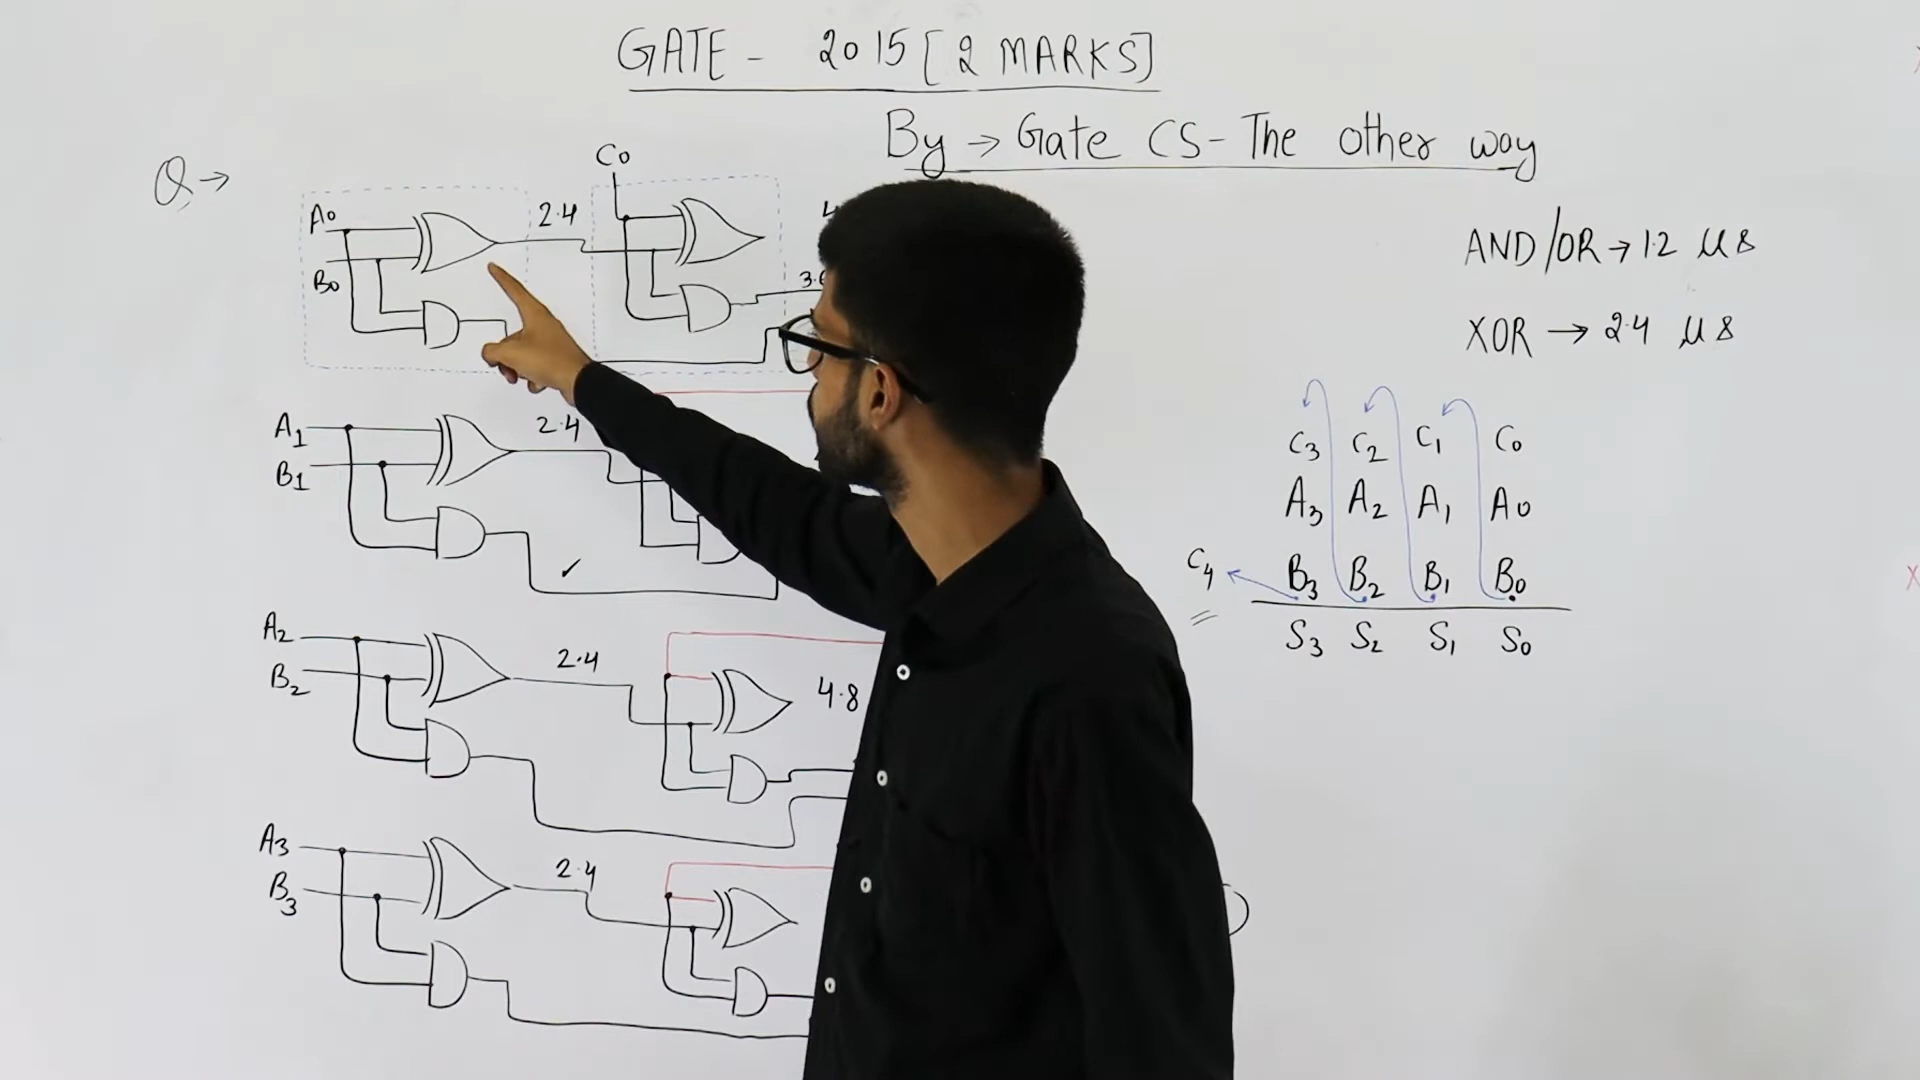 GATE - 2015 [2 MARKS]
By → Gate CS - The other way
Q →
C0
A0
B0
2.4
AND/OR → 1.2 μs
XOR → 2.4 μs
A1
B1
2.4
C3 C2 C1 C0
A3 A2 A1 A0
C4 B3 B2 B1 B0
S3 S2 S1 S0
A2
B2
2.4
4.8
A3
B3
2.4